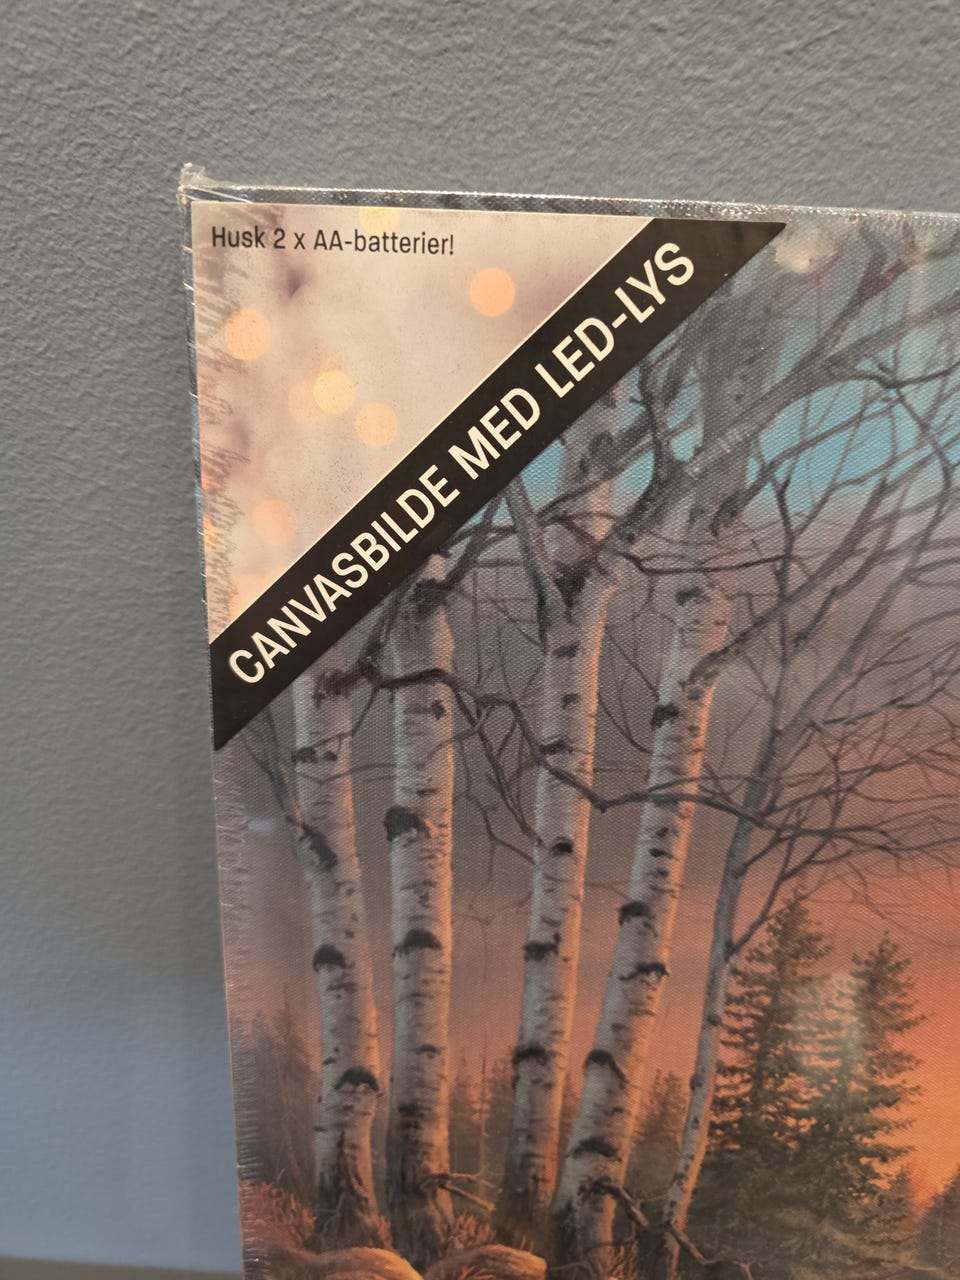 Husk 2 x AA-batterier!
CANVASBILDE MED LED-LYS